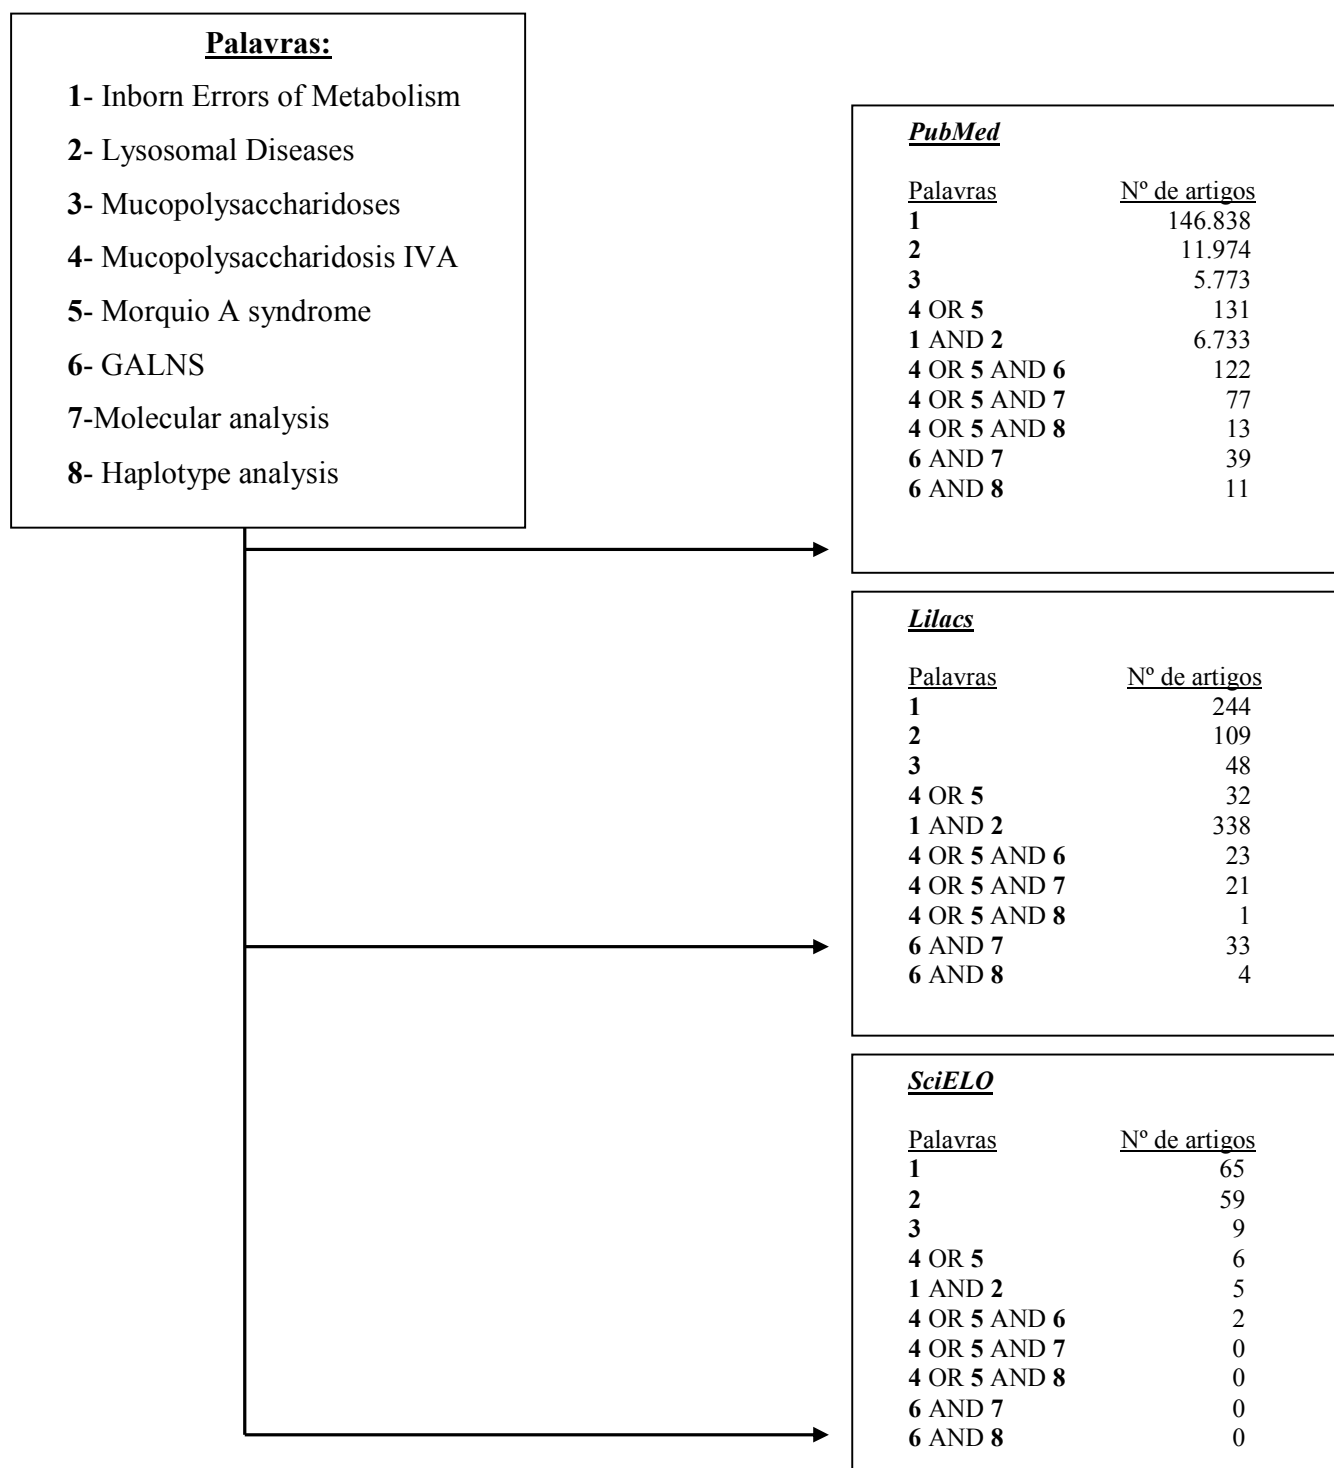 Palavras:
1- Inborn Errors of Metabolism
2- Lysosomal Diseases
3- Mucopolysaccharidoses
4- Mucopolysaccharidosis IVA
5- Morquio A syndrome
6- GALNS
7-Molecular analysis
8- Haplotype analysis
PubMed
Palavras Nº de artigos
1 146.838
2 11.974
3 5.773
4 OR 5 131
1 AND 2 6.733
4 OR 5 AND 6 122
4 OR 5 AND 7 77
4 OR 5 AND 8 13
6 AND 7 39
6 AND 8 11
Lilacs
Palavras Nº de artigos
1 244
2 109
3 48
4 OR 5 32
1 AND 2 338
4 OR 5 AND 6 23
4 OR 5 AND 7 21
4 OR 5 AND 8 1
6 AND 7 33
6 AND 8 4
SciELO
Palavras Nº de artigos
1 65
2 59
3 9
4 OR 5 6
1 AND 2 5
4 OR 5 AND 6 2
4 OR 5 AND 7 0
4 OR 5 AND 8 0
6 AND 7 0
6 AND 8 0